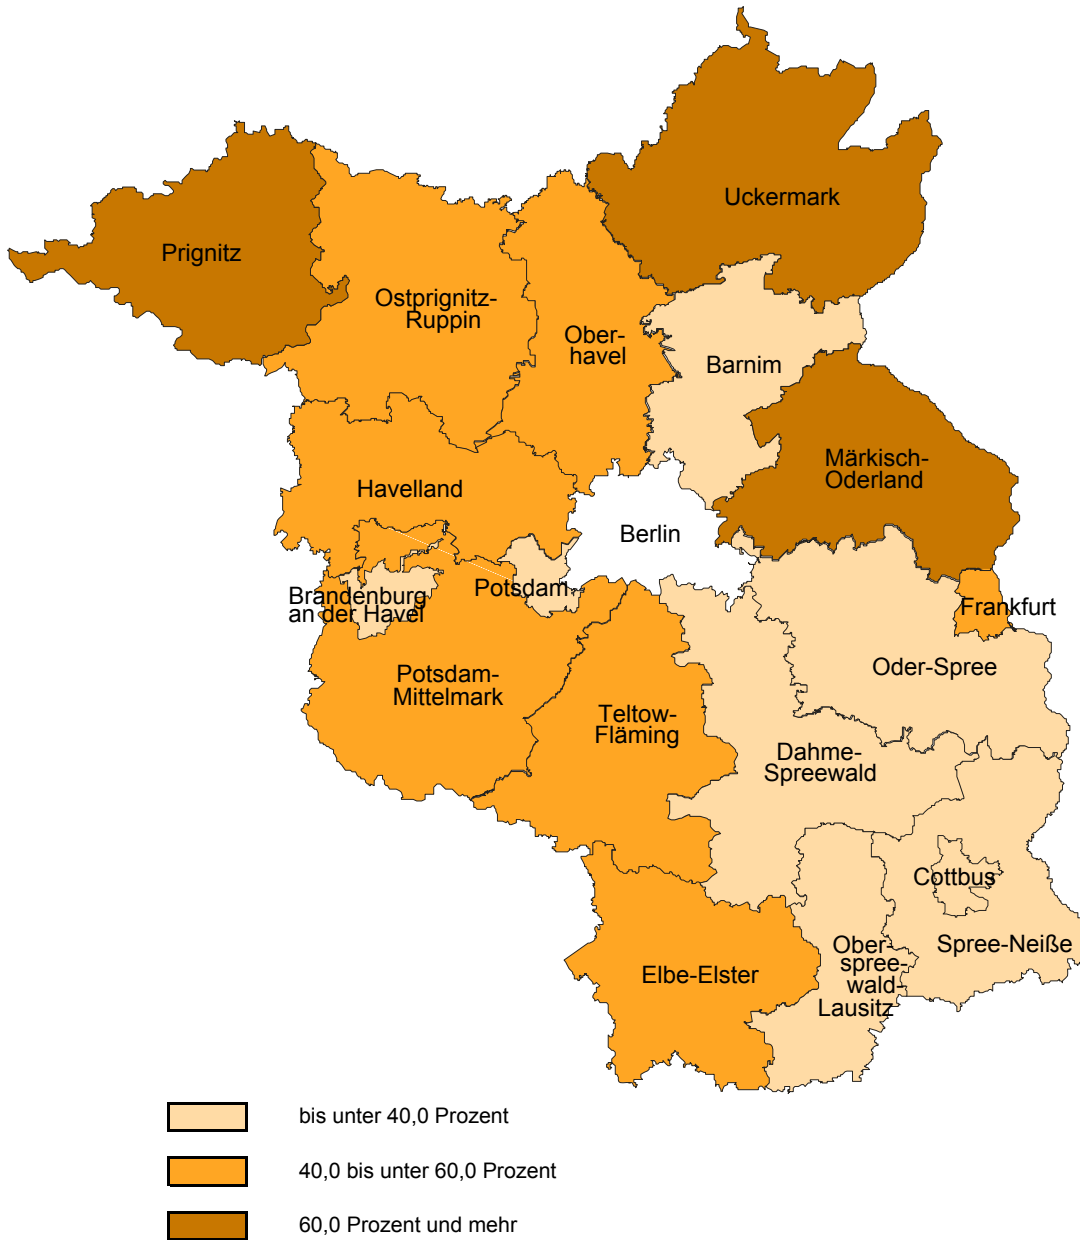 Uckermark
Prignitz
Ostprignitz-
Ruppin
Ober-
havel
Barnim
Märkisch-
Oderland
Havelland
Berlin
Potsdam
Brandenburg
an der Havel
Frankfurt
Oder-Spree
Potsdam-
Mittelmark
Teltow-
Fläming
Dahme-
Spreewald
Cottbus
Spree-Neiße
Ober-
spree-
wald-
Lausitz
Elbe-Elster
bis unter 40,0 Prozent
40,0 bis unter 60,0 Prozent
60,0 Prozent und mehr